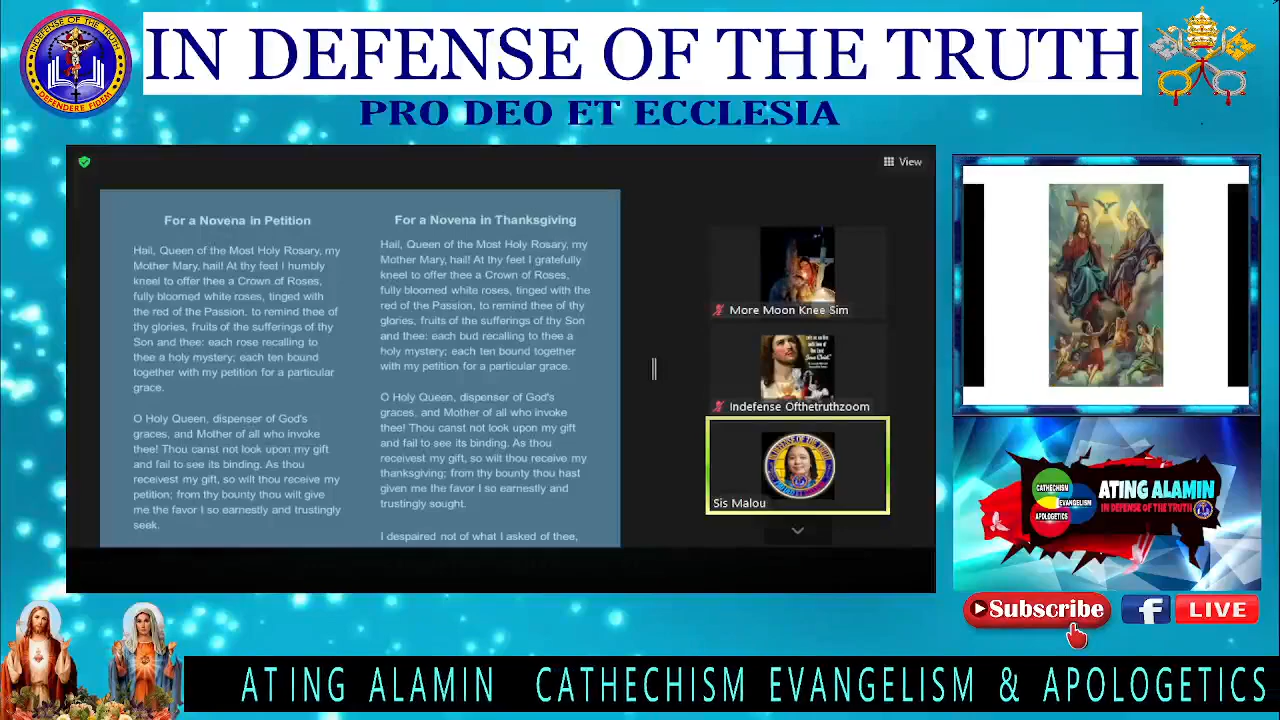 INDEFENSE OF THE TRUTH
DEFENDERE FIDEM
IN DEFENSE OF THE TRUTH
PRO DEO ET ECCLESIA
View
For a Novena in Petition
Hail, Queen of the Most Holy Rosary, my
Mother Mary, hail! At thy feet I humbly
kneel to offer thee a Crown of Roses,
fully bloomed white roses, tinged with
the red of the Passion, to remind thee of
thy glories, fruits of the sufferings of thy
Son and thee: each rose recalling to
thee a holy mystery; each ten bound
together with my petition for a particular
grace.
O Holy Queen, dispenser of God's
graces, and Mother of all who invoke
thee! Thou canst not look upon my gift
and fail to see its binding. As thou
receivest my gift, so wilt thou receive my
petition; from thy bounty thou wilt give
me the favor I so earnestly and trustingly
seek.
For a Novena in Thanksgiving
Hail, Queen of the Most Holy Rosary, my
Mother Mary, hail! At thy feet I gratefully
kneel to offer thee a Crown of Roses,
fully bloomed white roses, tinged with the
red of the Passion, to remind thee of thy
glories, fruits of the sufferings of thy Son
and thee: each bud recalling to thee a
holy mystery; each ten bound together
with my petition for a particular grace.
O Holy Queen, dispenser of God's
graces, and Mother of all who invoke
thee! Thou canst not look upon my gift
and fail to see its binding. As thou
receivest my gift, so wilt thou receive my
thanksgiving; from thy bounty thou hast
given me the favor I so earnestly and
trustingly sought.
I despaired not of what I asked of thee,
More Moon Knee Sim
Indefense Ofthetruthzoom
Sis Malou
CATHECHISM
EVANGELISM
APOLOGETICS
ATING ALAMIN
IN DEFENSE OF THE TRUTH
Subscribe
f
LIVE
ATING ALAMIN CATHECHISM EVANGELISM & APOLOGETICS